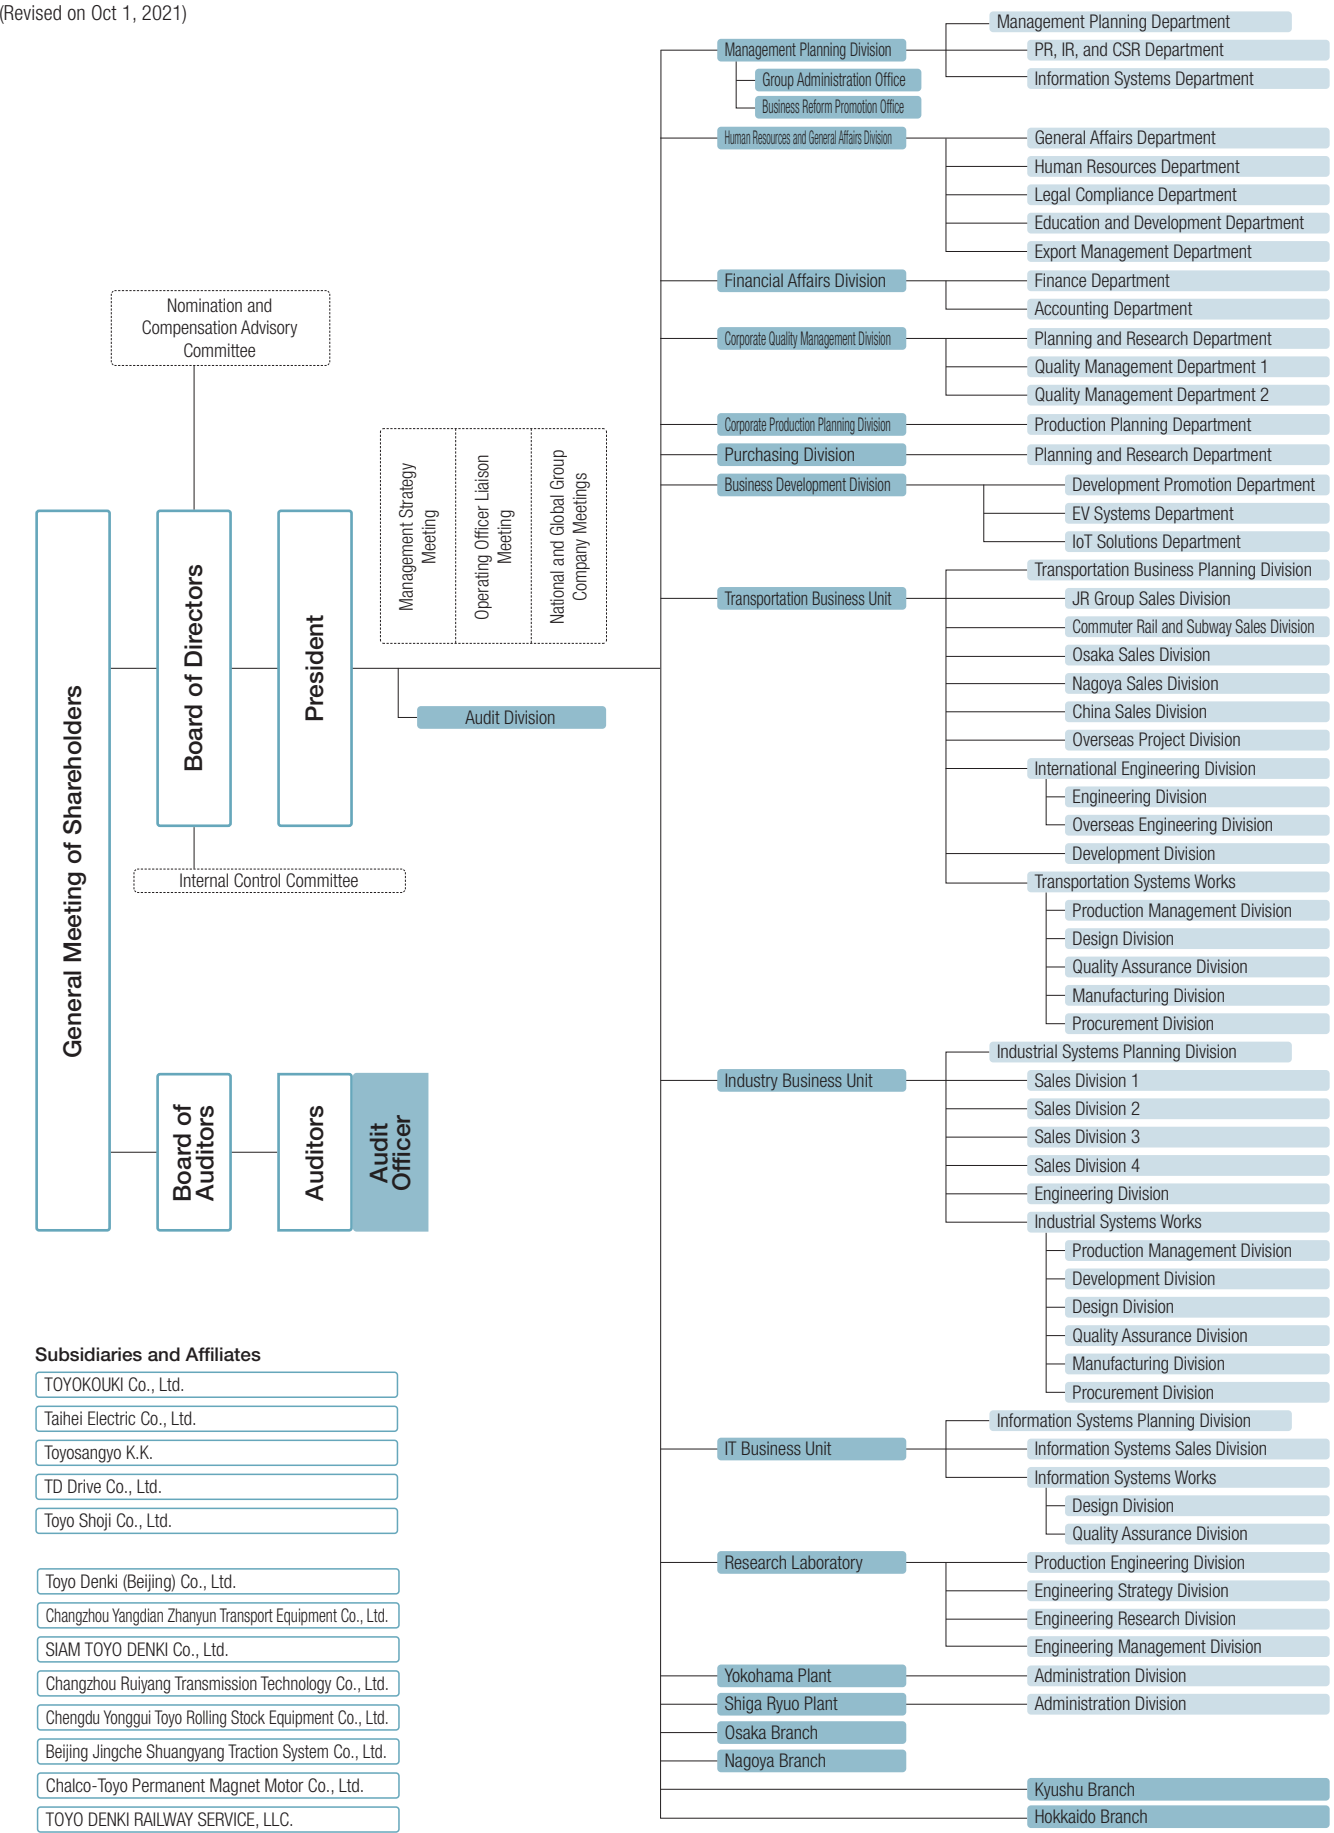 (Revised on Oct 1, 2021)
Nomination and
Compensation Advisory
Committee
General Meeting of Shareholders
Board of Directors
President
Management Strategy
Meeting
Operating Officer Liaison
Meeting
National and Global Group
Company Meetings
Audit Division
Internal Control Committee
Board of
Auditors
Auditors
Audit
Officer
Management Planning Division
Group Administration Office
Business Reform Promotion Office
Management Planning Department
PR, IR, and CSR Department
Information Systems Department
Human Resources and General Affairs Division
General Affairs Department
Human Resources Department
Legal Compliance Department
Education and Development Department
Export Management Department
Financial Affairs Division
Finance Department
Accounting Department
Corporate Quality Management Division
Planning and Research Department
Quality Management Department 1
Quality Management Department 2
Corporate Production Planning Division
Production Planning Department
Purchasing Division
Planning and Research Department
Business Development Division
Development Promotion Department
EV Systems Department
IoT Solutions Department
Transportation Business Unit
Transportation Business Planning Division
JR Group Sales Division
Commuter Rail and Subway Sales Division
Osaka Sales Division
Nagoya Sales Division
China Sales Division
Overseas Project Division
International Engineering Division
Engineering Division
Overseas Engineering Division
Development Division
Transportation Systems Works
Production Management Division
Design Division
Quality Assurance Division
Manufacturing Division
Procurement Division
Industry Business Unit
Industrial Systems Planning Division
Sales Division 1
Sales Division 2
Sales Division 3
Sales Division 4
Engineering Division
Industrial Systems Works
Production Management Division
Development Division
Design Division
Quality Assurance Division
Manufacturing Division
Procurement Division
IT Business Unit
Information Systems Planning Division
Information Systems Sales Division
Information Systems Works
Design Division
Quality Assurance Division
Research Laboratory
Production Engineering Division
Engineering Strategy Division
Engineering Research Division
Engineering Management Division
Yokohama Plant
Administration Division
Shiga Ryuo Plant
Administration Division
Osaka Branch
Nagoya Branch
Kyushu Branch
Hokkaido Branch
Subsidiaries and Affiliates
TOYOKOUKI Co., Ltd.
Taihei Electric Co., Ltd.
Toyosangyo K.K.
TD Drive Co., Ltd.
Toyo Shoji Co., Ltd.
Toyo Denki (Beijing) Co., Ltd.
Changzhou Yangdian Zhanyun Transport Equipment Co., Ltd.
SIAM TOYO DENKI Co., Ltd.
Changzhou Ruiyang Transmission Technology Co., Ltd.
Chengdu Yonggui Toyo Rolling Stock Equipment Co., Ltd.
Beijing Jingche Shuangyang Traction System Co., Ltd.
Chalco-Toyo Permanent Magnet Motor Co., Ltd.
TOYO DENKI RAILWAY SERVICE, LLC.